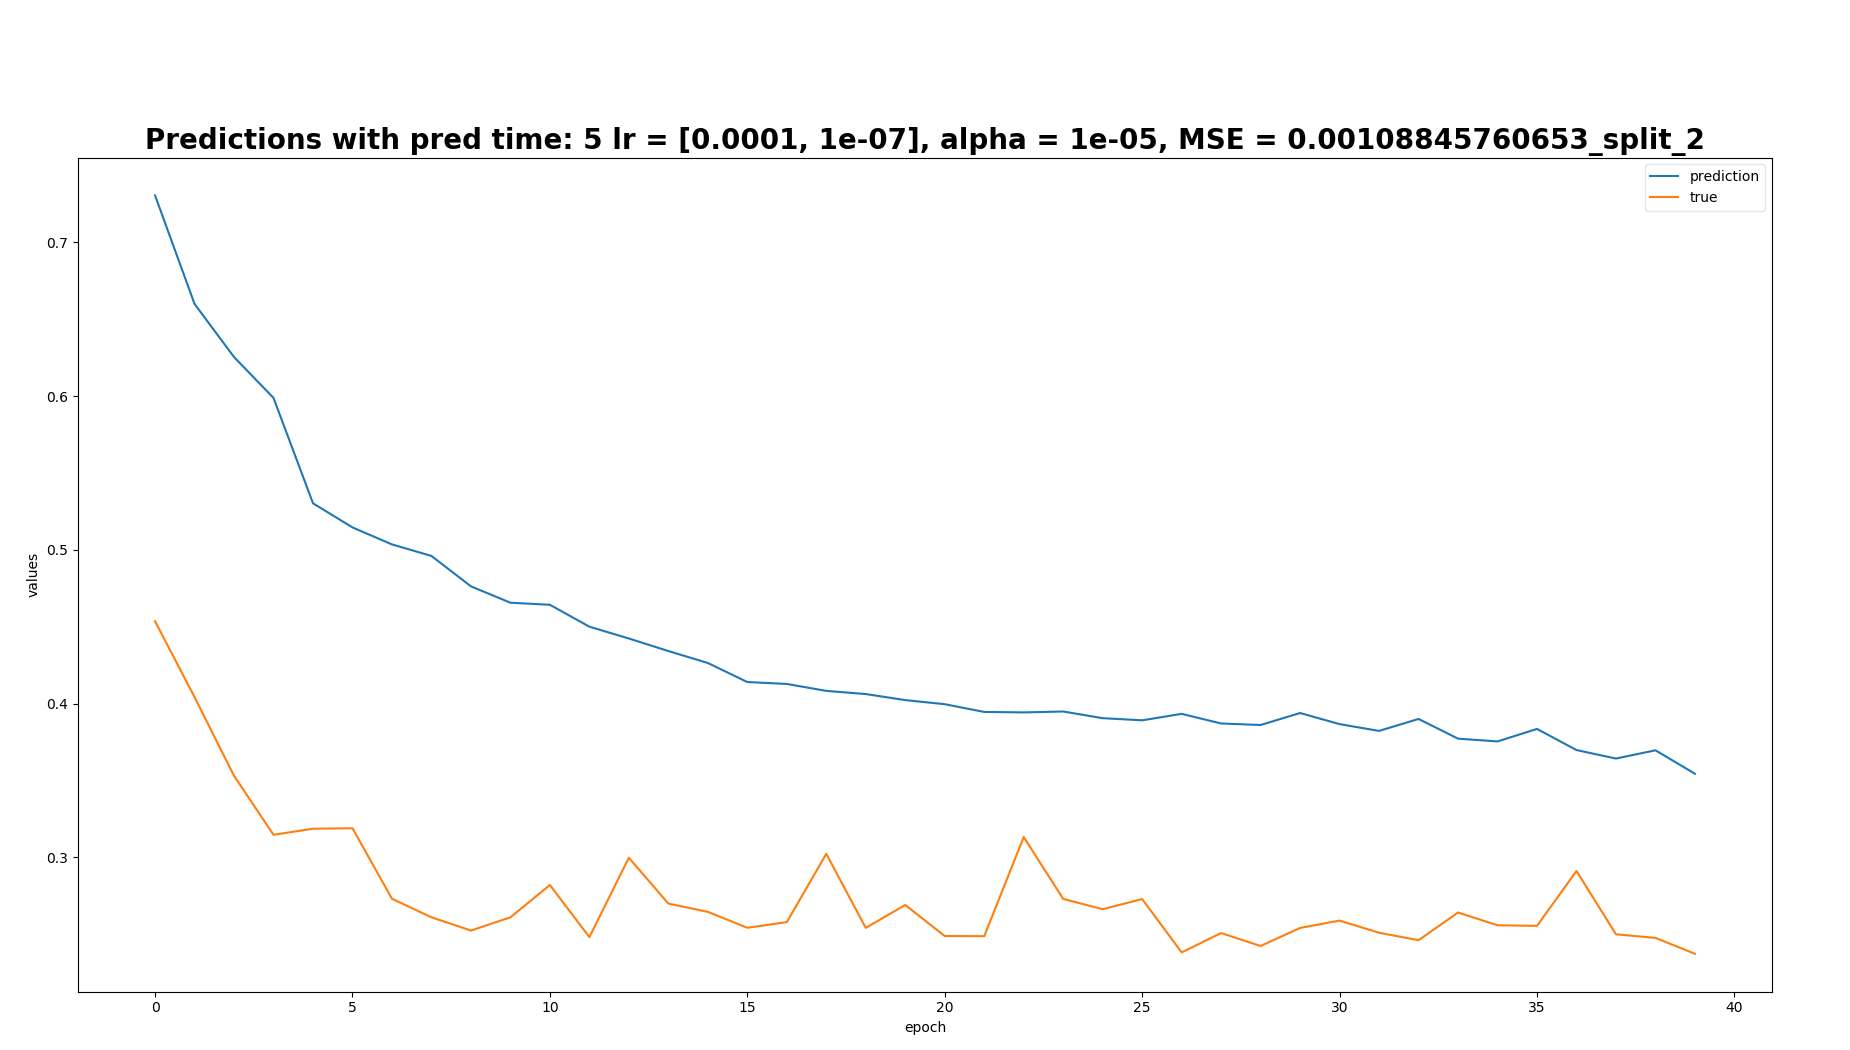 Predictions with pred time: 5 lr = [0.0001, 1e-07], alpha = 1e-05, MSE = 0.00108845760653_split_2
prediction
true
values
0.7
0.6
0.5
0.4
0.3
0 5 10 15 20 25 30 35 40
epoch